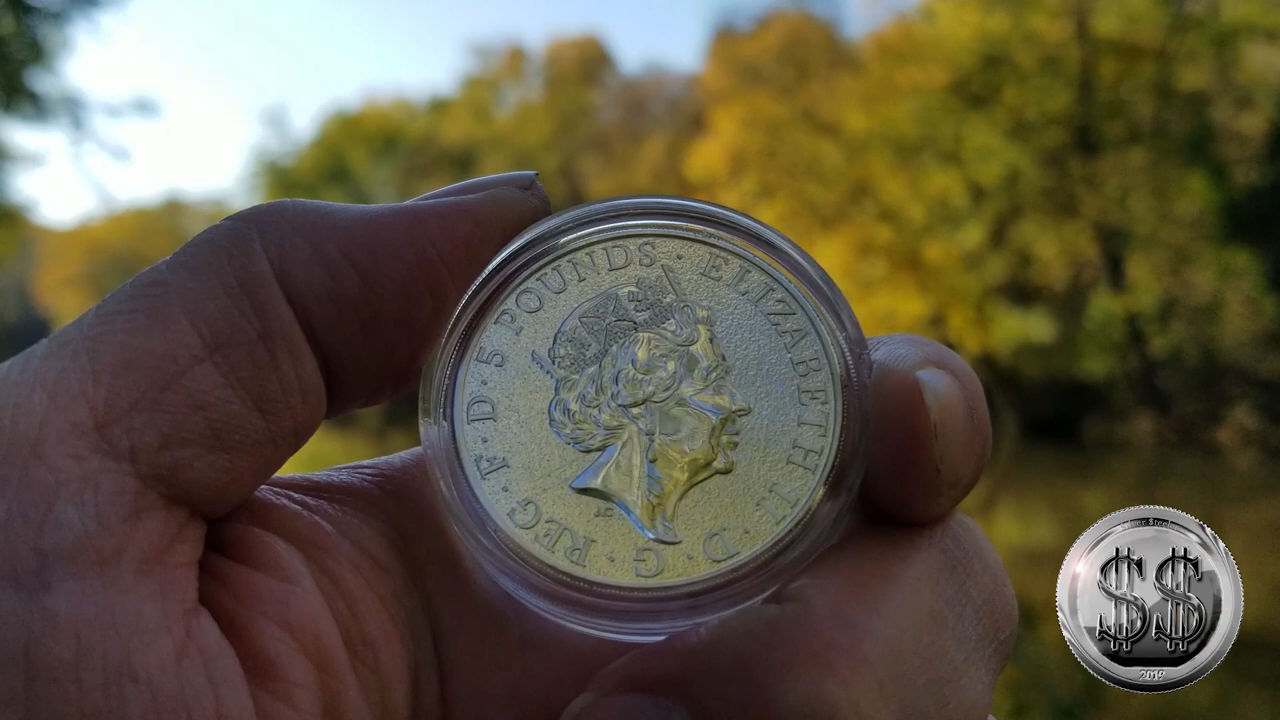 ELIZABETH II · D · G · REG · F · D · 5 POUNDS ·
JC
Silver Steeler
$$
2019